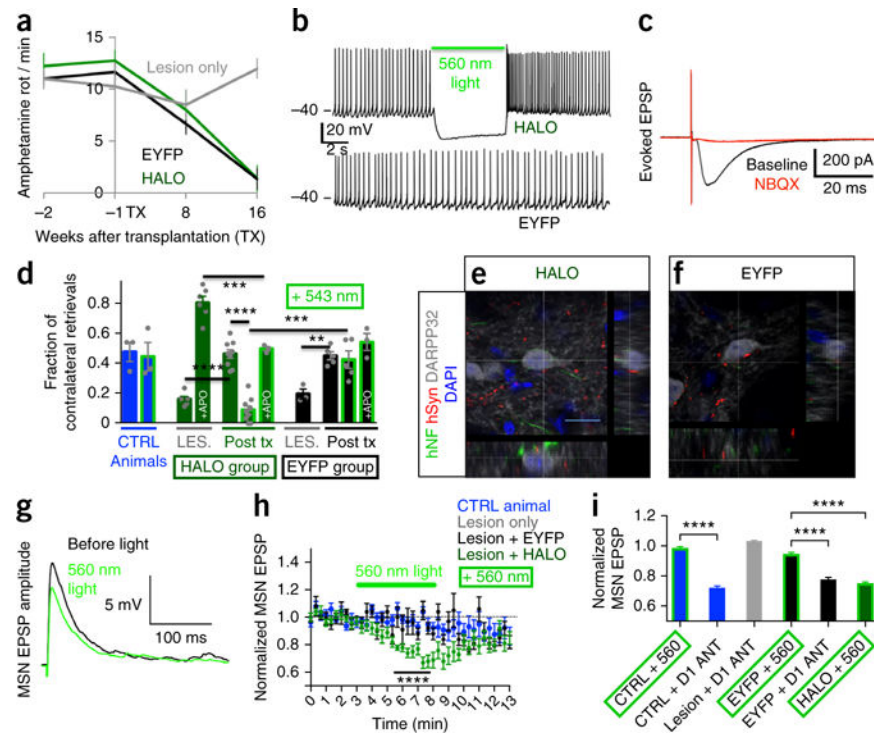 a
Amphetamine rot / min
15
10
5
0
Lesion only
EYFP
HALO
−2
−1 TX
8
16
Weeks after transplantation (TX)
b
560 nm
light
−40
20 mV
2 s
HALO
−40
EYFP
c
Evoked EPSP
Baseline
NBQX
200 pA
20 ms
d
Fraction of
contralateral retrievals
0.8
0.6
0.4
0.2
0
***
+ 543 nm
****
***
**
****
+APO
+APO
+APO
CTRL
Animals
LES.
Post tx
HALO group
LES.
Post tx
EYFP group
e
HALO
hNF hSyn DARPP32
DAPI
f
EYFP
g
MSN EPSP amplitude
Before light
560 nm
light
5 mV
100 ms
h
CTRL animal
Lesion only
Lesion + EYFP
Lesion + HALO
560 nm light
+ 560 nm
Normalized MSN EPSP
1.4
1.2
1.0
0.8
0.6
****
0 1 2 3 4 5 6 7 8 9 10 11 12 13
Time (min)
i
Normalized
MSN EPSP
1.2
1.0
0.8
****
****
****
CTRL + 560
CTRL + D1 ANT
Lesion + D1 ANT
EYFP + 560
EYFP + D1 ANT
HALO + 560